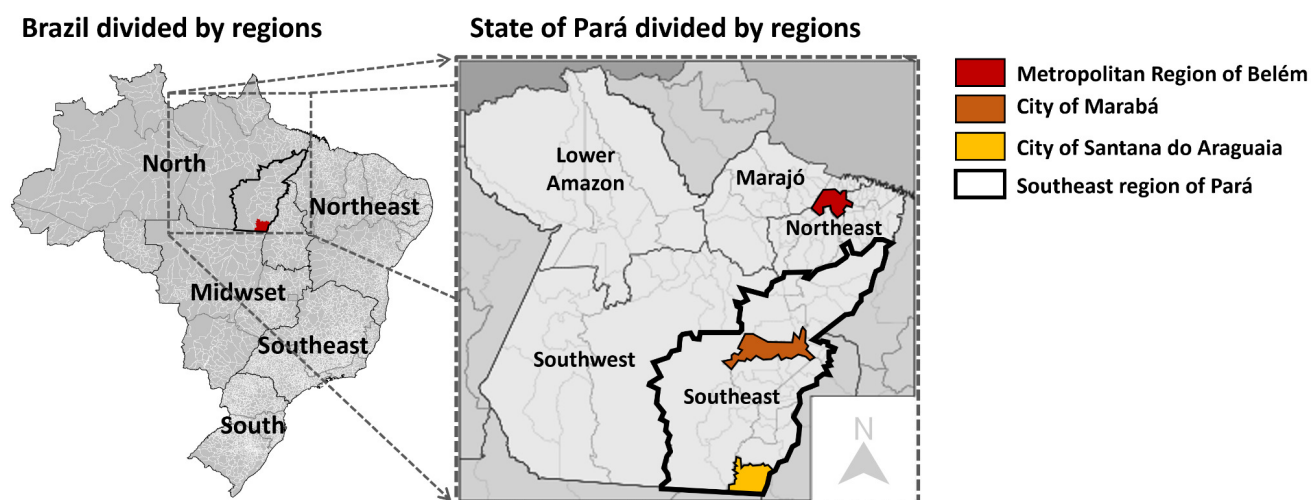 Brazil divided by regions
North
Northeast
Midwset
Southeast
South
State of Pará divided by regions
Lower
Amazon
Marajó
Northeast
Southwest
Southeast
N
Metropolitan Region of Belém
City of Marabá
City of Santana do Araguaia
Southeast region of Pará